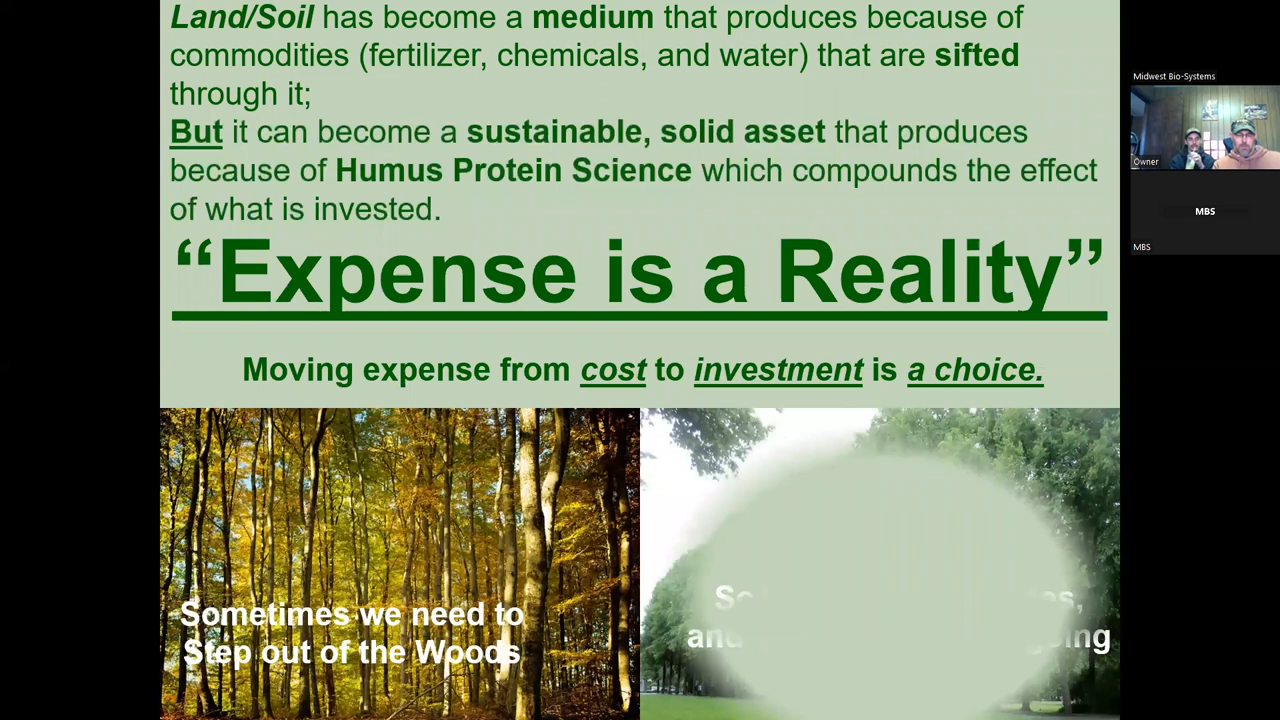 Land/Soil has become a medium that produces because of
commodities (fertilizer, chemicals, and water) that are sifted
through it;
But it can become a sustainable, solid asset that produces
because of Humus Protein Science which compounds the effect
of what is invested.
“Expense is a Reality”
Moving expense from cost to investment is a choice.
Sometimes we need to
Step out of the Woods
and
Midwest Bio-Systems
Owner
MBS
MBS